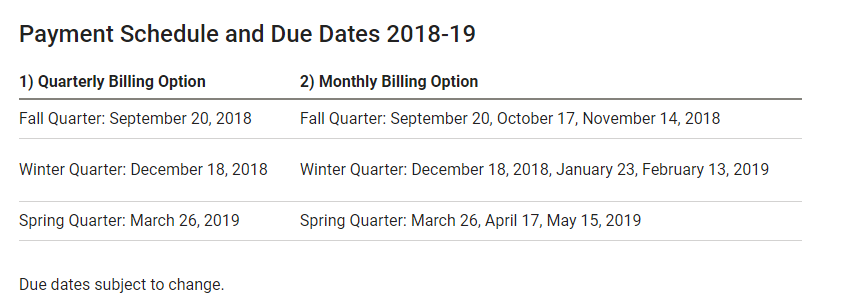 Payment Schedule and Due Dates 2018-19
1) Quarterly Billing Option 2) Monthly Billing Option
Fall Quarter: September 20, 2018 Fall Quarter: September 20, October 17, November 14, 2018
Winter Quarter: December 18, 2018 Winter Quarter: December 18, 2018, January 23, February 13, 2019
Spring Quarter: March 26, 2019 Spring Quarter: March 26, April 17, May 15, 2019
Due dates subject to change.